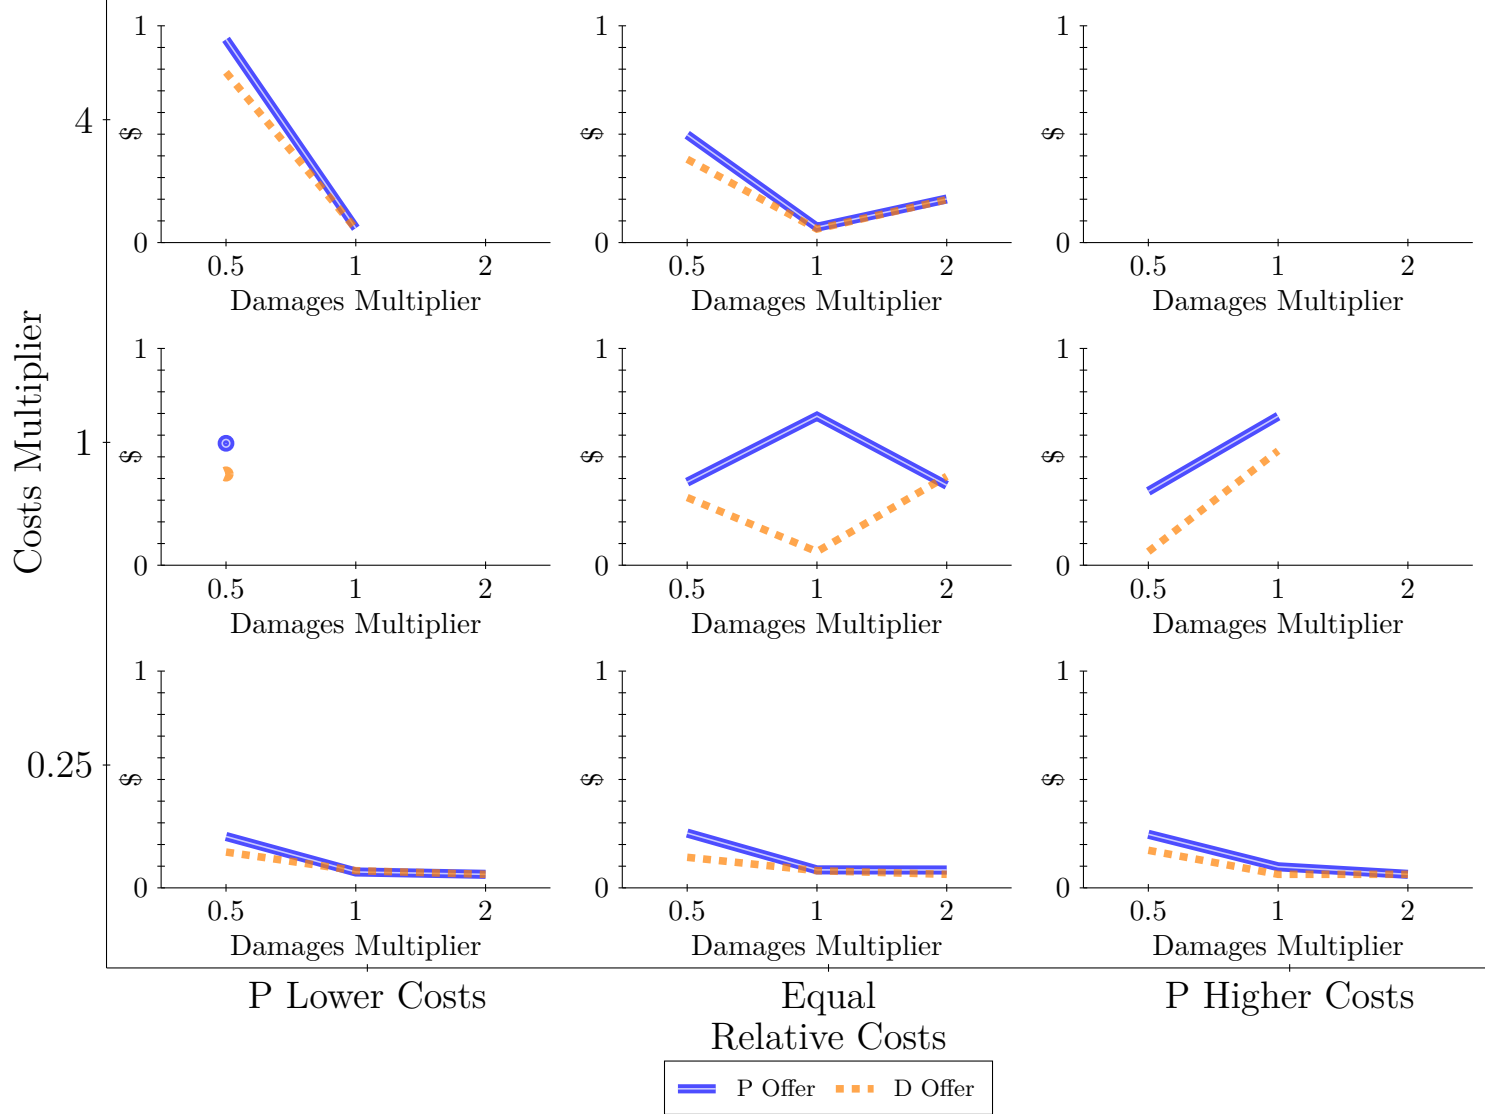 1
1
1
4
$
$
$
0
0
0
0.5 1 2
0.5 1 2
0.5 1 2
Damages Multiplier
Damages Multiplier
Damages Multiplier
Costs Multiplier
1
1
1
1
$
$
$
0
0
0
0.5 1 2
0.5 1 2
0.5 1 2
Damages Multiplier
Damages Multiplier
Damages Multiplier
1
1
1
0.25
$
$
$
0
0
0
0.5 1 2
0.5 1 2
0.5 1 2
Damages Multiplier
Damages Multiplier
Damages Multiplier
P Lower Costs
Equal
P Higher Costs
Relative Costs
P Offer
D Offer